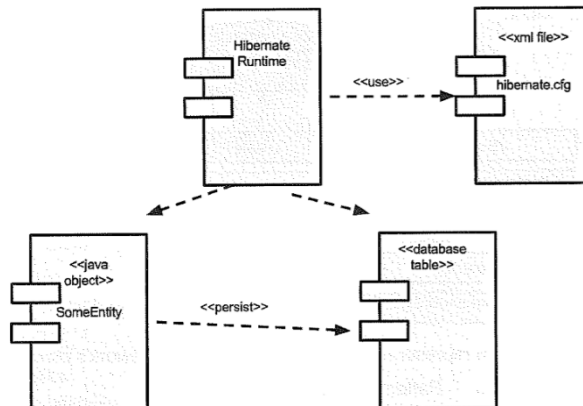 Hibernate
Runtime
<<use>>
<<xml file>>
hibernate.cfg
<<java
object>>
SomeEntity
<<persist>>
<<database
table>>